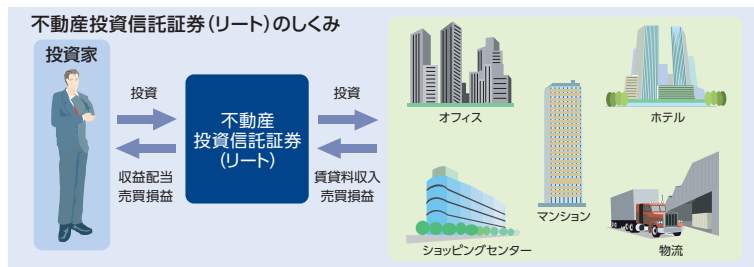 不動産投資信託証券(リート)のしくみ
投資家
投資
収益配当
売買損益
不動産
投資信託証券
(リート)
投資
賃貸料収入
売買損益
オフィス
ホテル
マンション
ショッピングセンター
物流